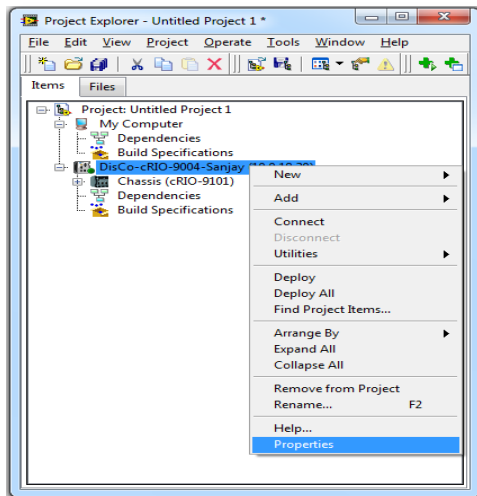 Project Explorer - Untitled Project 1 *
File Edit View Project Operate Tools Window Help
Items Files
Project: Untitled Project 1
My Computer
Dependencies
Build Specifications
DisCo-cRIO-9004-Sanjay
Chassis (cRIO-9101)
Dependencies
Build Specifications
New
Add
Connect
Disconnect
Utilities
Deploy
Deploy All
Find Project Items...
Arrange By
Expand All
Collapse All
Remove from Project
Rename... F2
Help...
Properties